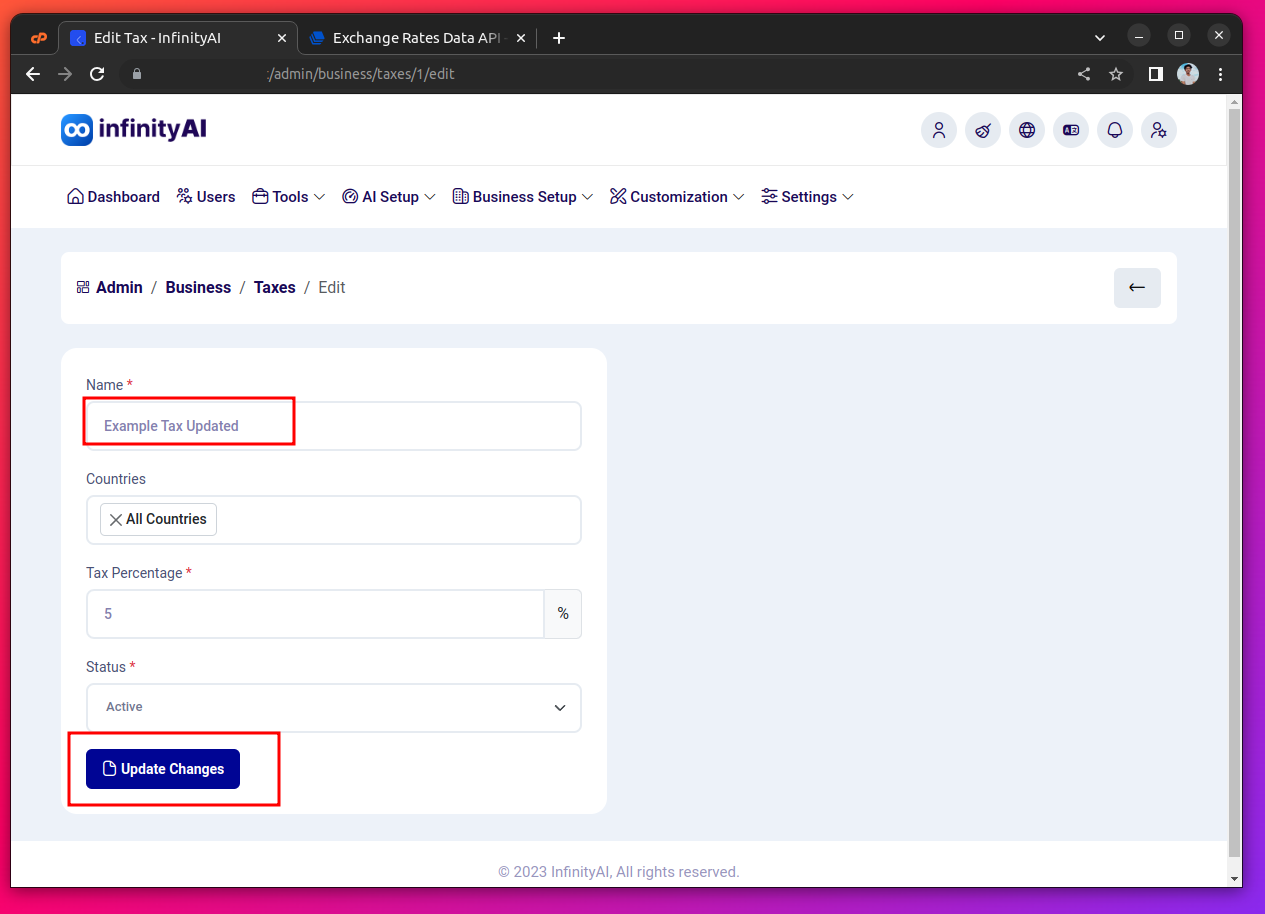 Edit Tax - InfinityAI
Exchange Rates Data API
:/admin/business/taxes/1/edit
infinityAI
Dashboard Users Tools AI Setup Business Setup Customization Settings
Admin / Business / Taxes / Edit
Name *
Example Tax Updated
Countries
All Countries
Tax Percentage *
5 %
Status *
Active
Update Changes
© 2023 InfinityAI, All rights reserved.